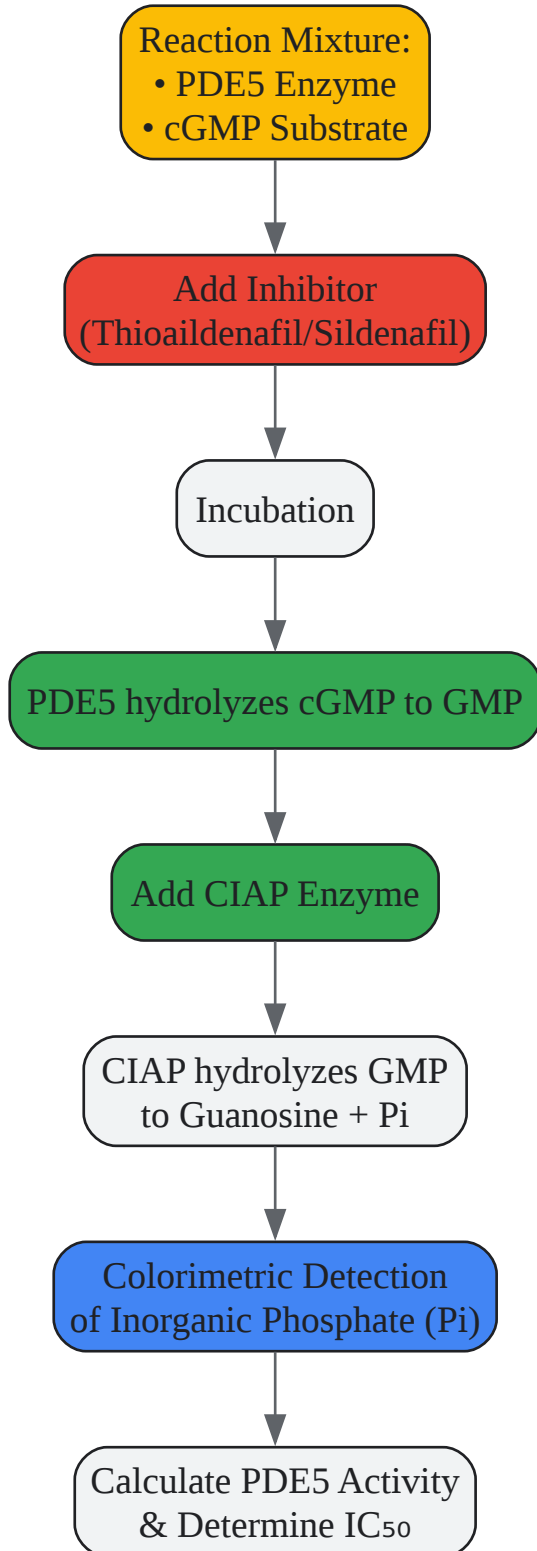 Reaction Mixture:
• PDE5 Enzyme
• cGMP Substrate
Add Inhibitor
(Thioaildenafil/Sildenafil)
Incubation
PDE5 hydrolyzes cGMP to GMP
Add CIAP Enzyme
CIAP hydrolyzes GMP
to Guanosine + Pi
Colorimetric Detection
of Inorganic Phosphate (Pi)
Calculate PDE5 Activity
& Determine IC₅₀